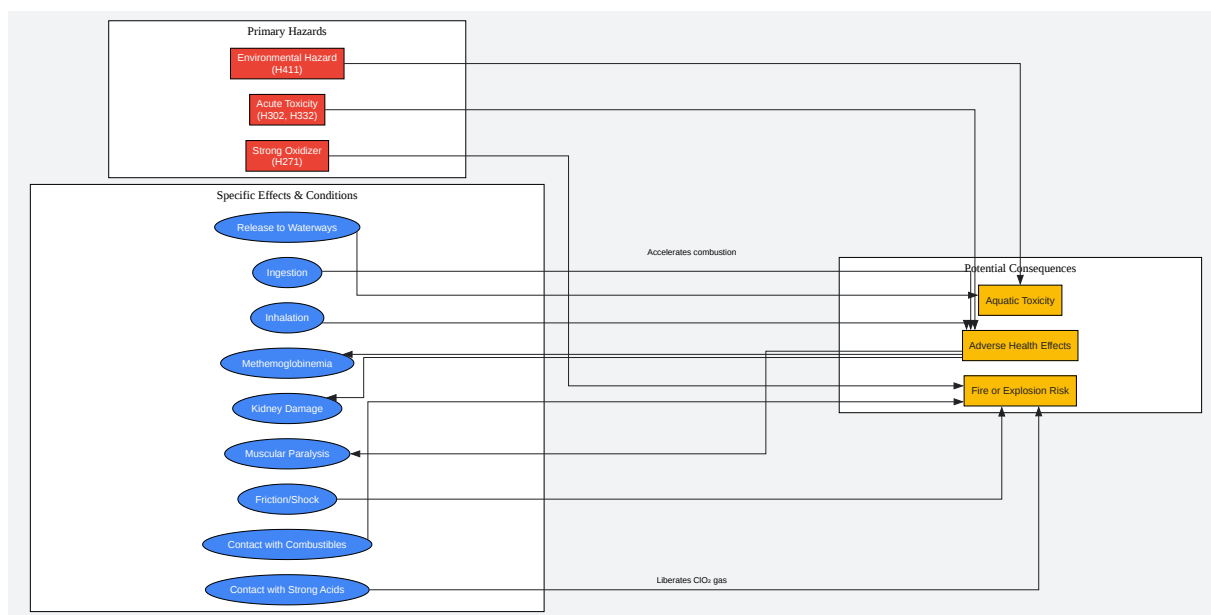 Primary Hazards
Environmental Hazard
(H411)
Acute Toxicity
(H302, H332)
Strong Oxidizer
(H271)
Specific Effects & Conditions
Release to Waterways
Ingestion
Inhalation
Methemoglobinemia
Kidney Damage
Muscular Paralysis
Friction/Shock
Contact with Combustibles
Contact with Strong Acids
Accelerates combustion
Liberates ClO₂ gas
Potential Consequences
Aquatic Toxicity
Adverse Health Effects
Fire or Explosion Risk